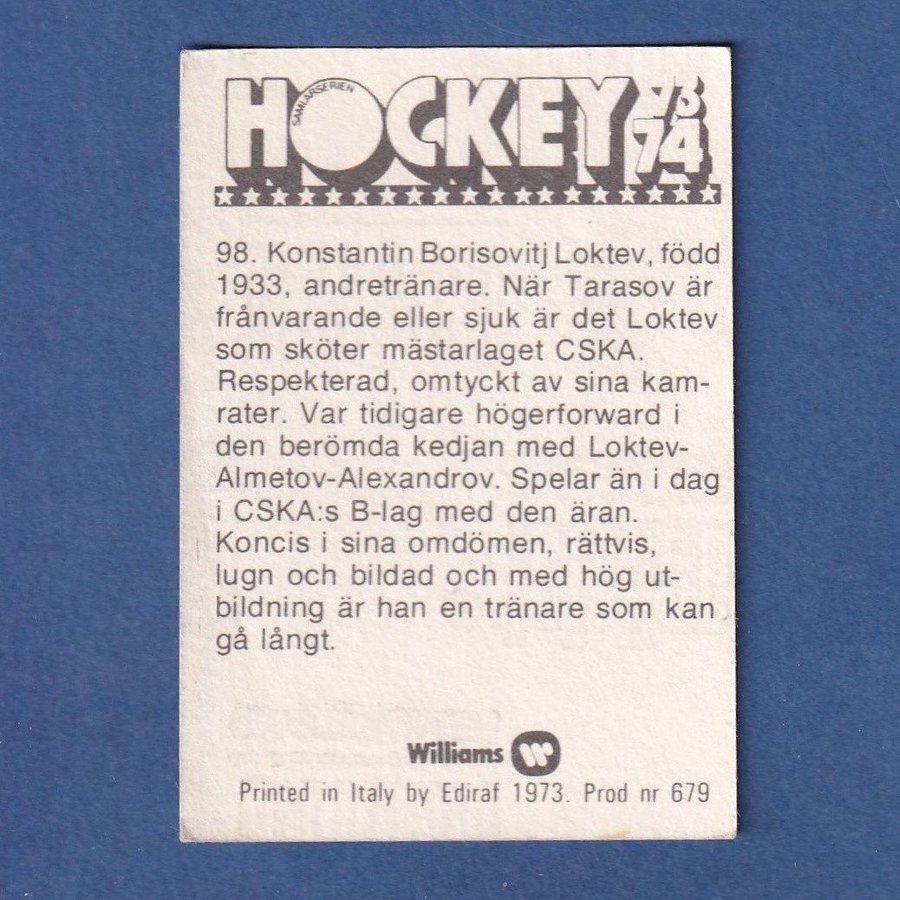 HOCKEY 73
SAMLARSERIEN 74
98. Konstantin Borisovitj Loktev, född
1933, andretränare. När Tarasov är
frånvarande eller sjuk är det Loktev
som sköter mästarlaget CSKA.
Respekterad, omtyckt av sina kam-
rater. Var tidigare högerforward i
den berömda kedjan med Loktev-
Almetov-Alexandrov. Spelar än i dag
i CSKA:s B-lag med den äran.
Koncis i sina omdömen, rättvis,
lugn och bildad och med hög ut-
bildning är han en tränare som kan
gå långt.
Williams W
Printed in Italy by Ediraf 1973. Prod nr 679